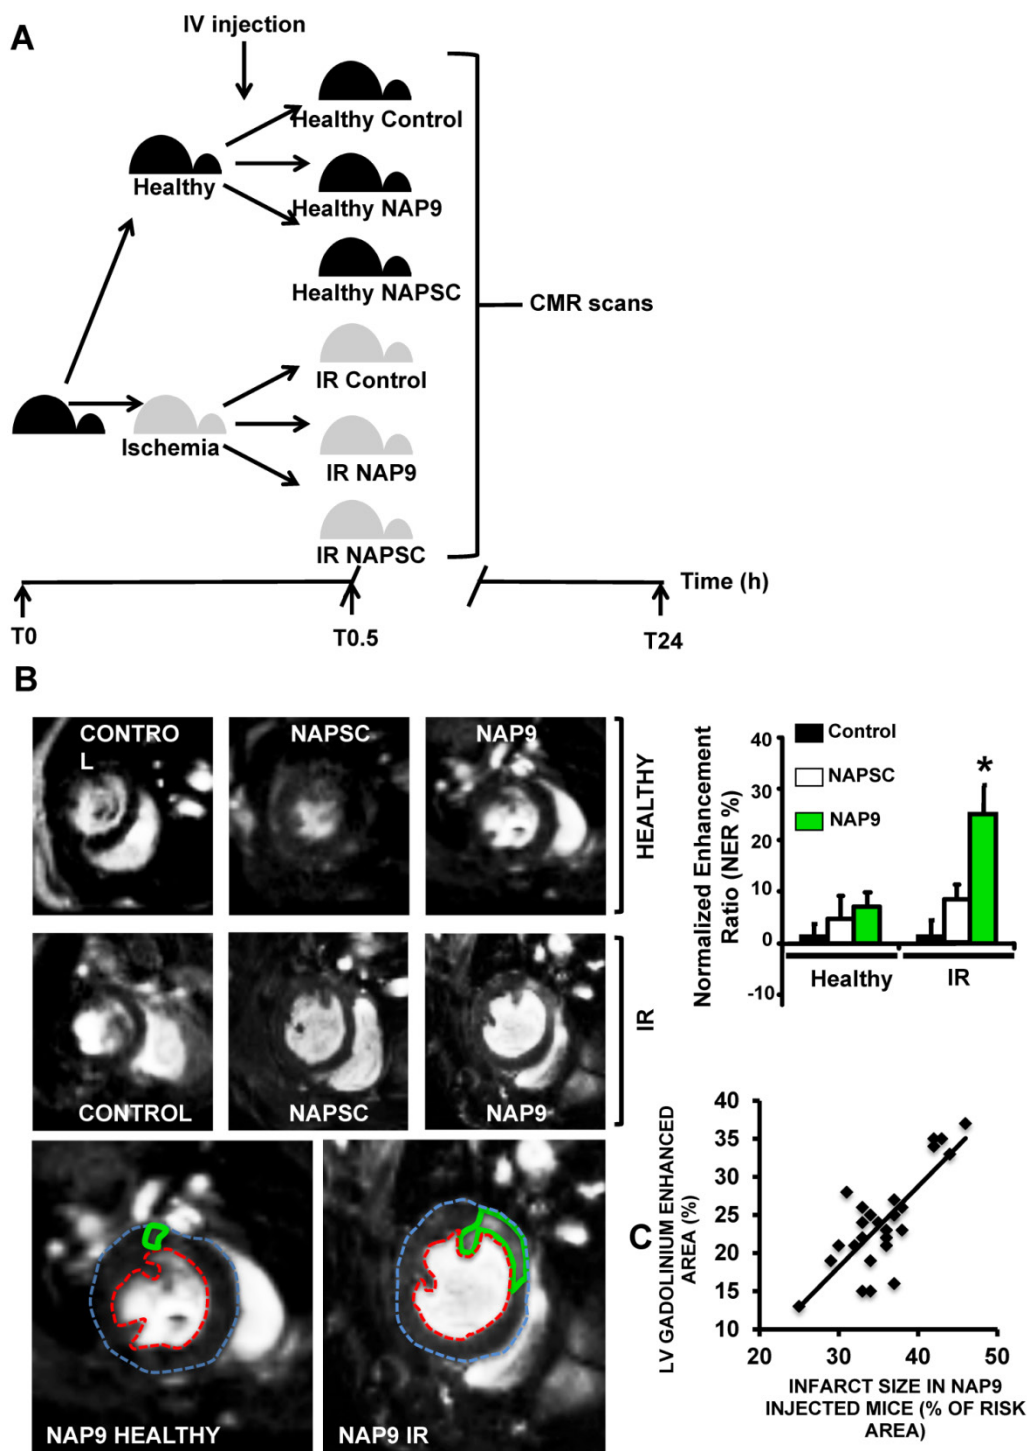 A
IV injection
Healthy Control
Healthy
Healthy NAP9
Healthy NAPSC
CMR scans
IR Control
Ischemia
IR NAP9
IR NAPSC
Time (h)
T0
T0.5
T24
B
CONTRO
L
NAPSC
NAP9
HEALTHY
CONTROL
NAPSC
NAP9
IR
NAP9 HEALTHY
NAP9 IR
Normalized Enhancement
Ratio (NER %)
40
30
20
10
0
-10
Control
NAPSC
NAP9
*
Healthy
IR
C
LV GADOLINIUM ENHANCED
AREA (%)
40
35
30
25
20
15
10
20
30
40
50
INFARCT SIZE IN NAP9
INJECTED MICE (% OF RISK
AREA)